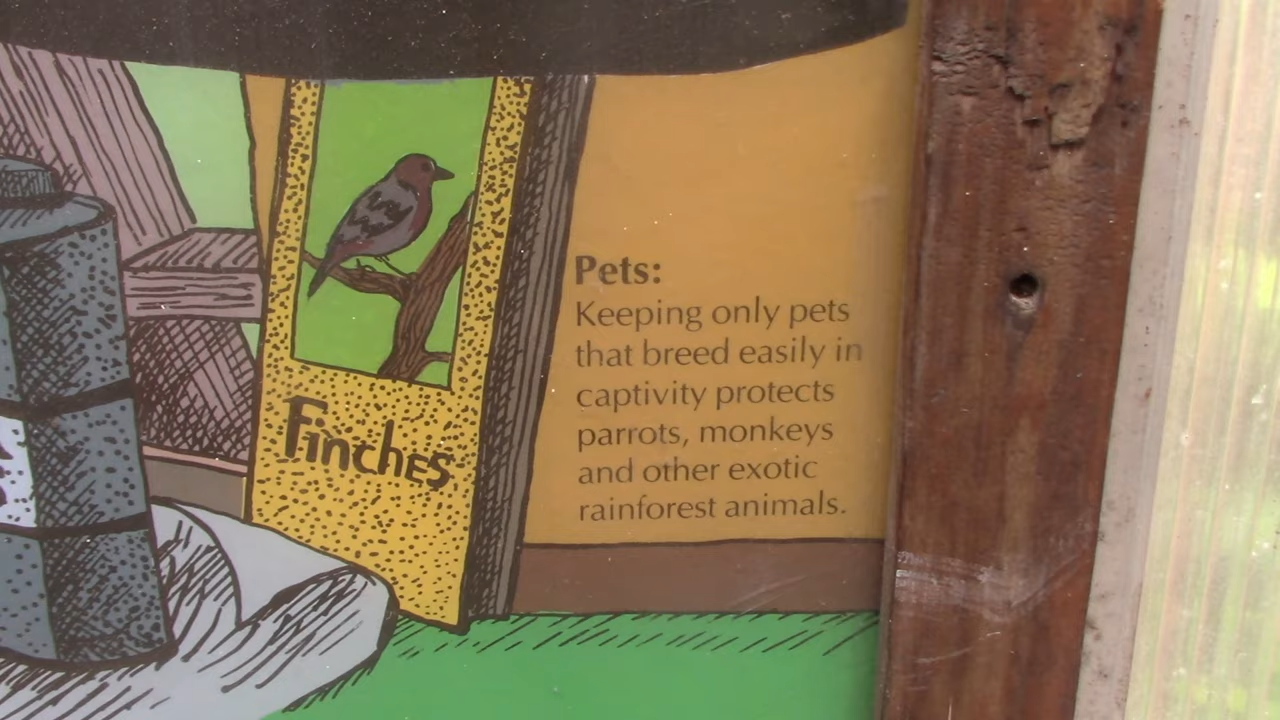 Finches
Pets:
Keeping only pets
that breed easily in
captivity protects
parrots, monkeys
and other exotic
rainforest animals.